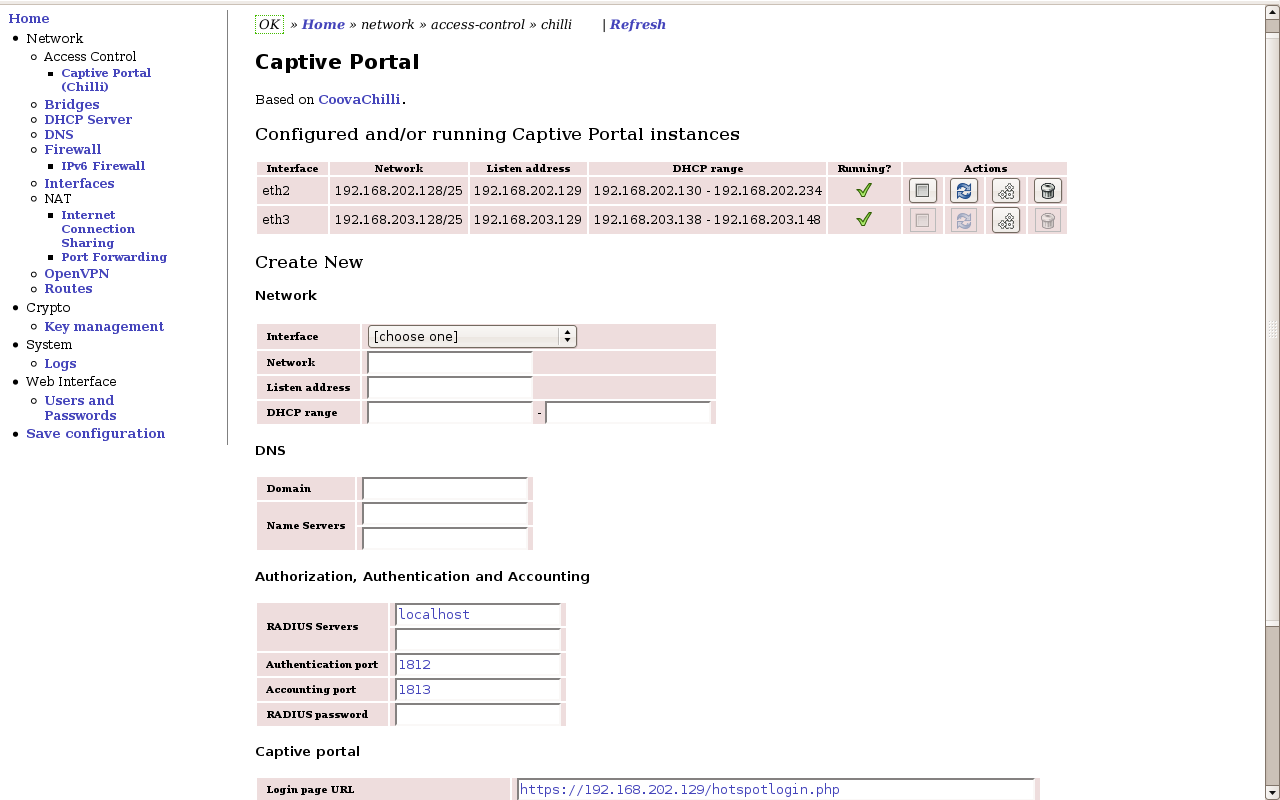 Home
Network
Access Control
Captive Portal
(Chilli)
Bridges
DHCP Server
DNS
Firewall
IPv6 Firewall
Interfaces
NAT
Internet
Connection
Sharing
Port Forwarding
OpenVPN
Routes
Crypto
Key management
System
Logs
Web Interface
Users and
Passwords
Save configuration
OK » Home » network » access-control » chilli | Refresh
Captive Portal
Based on CoovaChilli.
Configured and/or running Captive Portal instances
Interface Network Listen address DHCP range Running? Actions
eth2 192.168.202.128/25 192.168.202.129 192.168.202.130 - 192.168.202.234
eth3 192.168.203.128/25 192.168.203.129 192.168.203.138 - 192.168.203.148
Create New
Network
Interface [choose one]
Network
Listen address
DHCP range -
DNS
Domain
Name Servers
Authorization, Authentication and Accounting
RADIUS Servers localhost
Authentication port 1812
Accounting port 1813
RADIUS password
Captive portal
Login page URL https://192.168.202.129/hotspotlogin.php